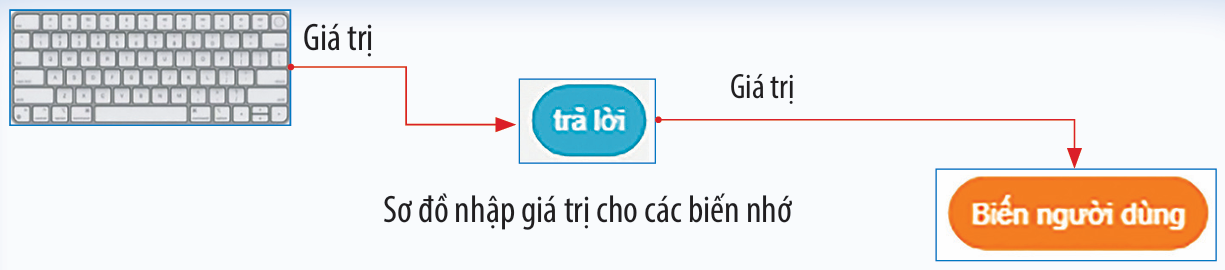 Giá trị
Giá trị
trả lời
Sơ đồ nhập giá trị cho các biến nhớ
Biến người dùng